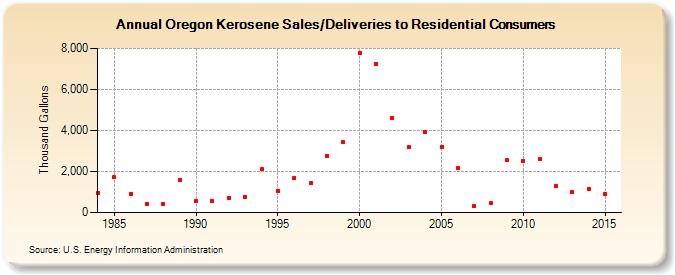 Annual Oregon Kerosene Sales/Deliveries to Residential Consumers
Thousand Gallons
8,000
6,000
4,000
2,000
0
1985 1990 1995 2000 2005 2010 2015
Source: U.S. Energy Information Administration